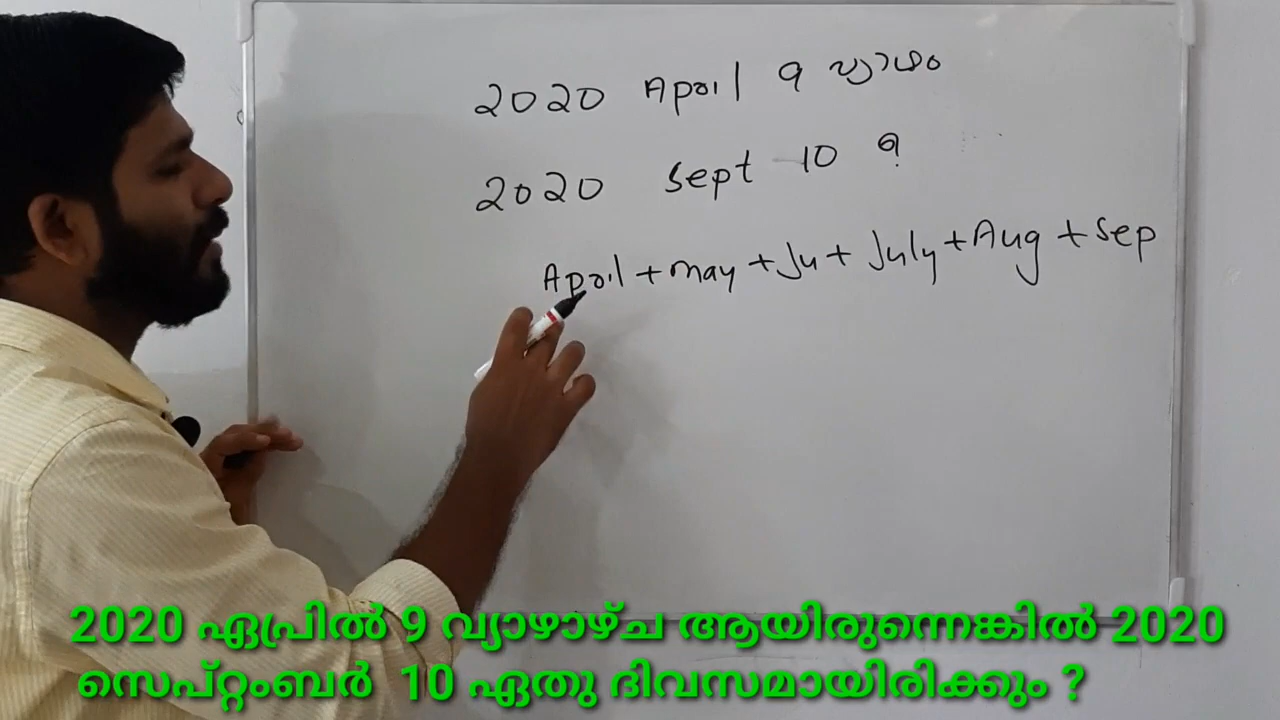 2020 April 9 വ്യാഴം
2020 Sept 10 ?
April + may + Ju + July + Aug + Sep
2020 ഏപ്രിൽ 9 വ്യാഴാഴ്ച ആയിരുന്നെങ്കിൽ 2020
സെപ്റ്റംബർ 10 ഏതു ദിവസമായിരിക്കും ?